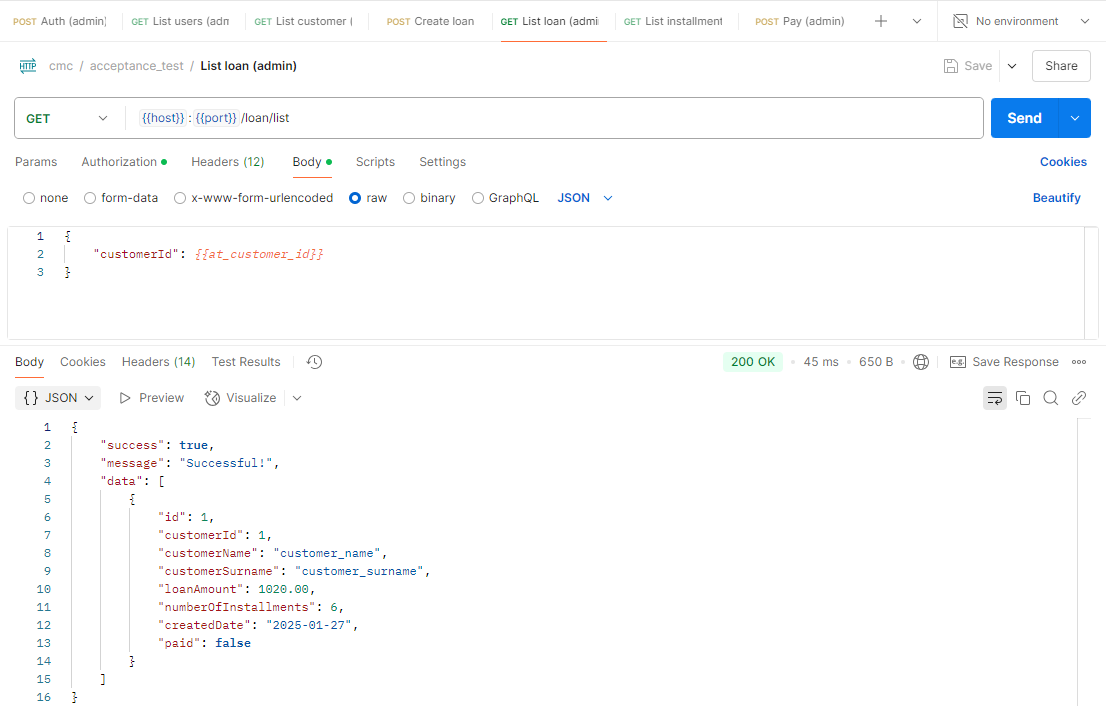 POST Auth (admin) GET List users (adm GET List customer ( POST Create loan GET List loan (admi GET List installment POST Pay (admin) No environment
HTTP cmc / acceptance_test / List loan (admin) Save Share
GET {{host}} : {{port}} /loan/list Send
Params Authorization Headers (12) Body Scripts Settings Cookies
none form-data x-www-form-urlencoded raw binary GraphQL JSON Beautify
1 {
2 "customerId": {{at_customer_id}}
3 }
Body Cookies Headers (14) Test Results 200 OK 45 ms 650 B e.g. Save Response
{} JSON Preview Visualize
1 {
2 "success": true,
3 "message": "Successful!",
4 "data": [
5 {
6 "id": 1,
7 "customerId": 1,
8 "customerName": "customer_name",
9 "customerSurname": "customer_surname",
10 "loanAmount": 1020.00,
11 "numberOfInstallments": 6,
12 "createdDate": "2025-01-27",
13 "paid": false
14 }
15 ]
16 }